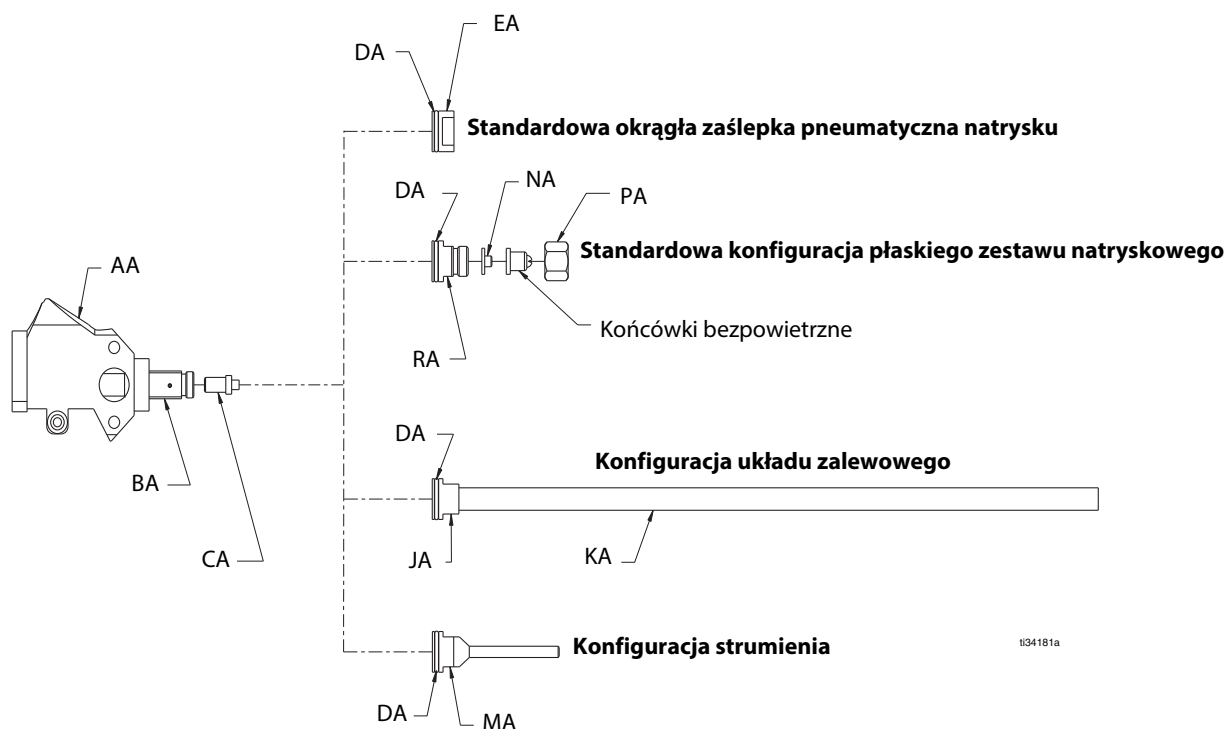 EA
DA
Standardowa okrągła zaślepka pneumatyczna natrysku
NA
DA
PA
Standardowa konfiguracja płaskiego zestawu natryskowego
AA
Końcówki bezpowietrzne
RA
DA
Konfiguracja układu zalewowego
BA
CA
JA
KA
Konfiguracja strumienia
ti34181a
DA
MA